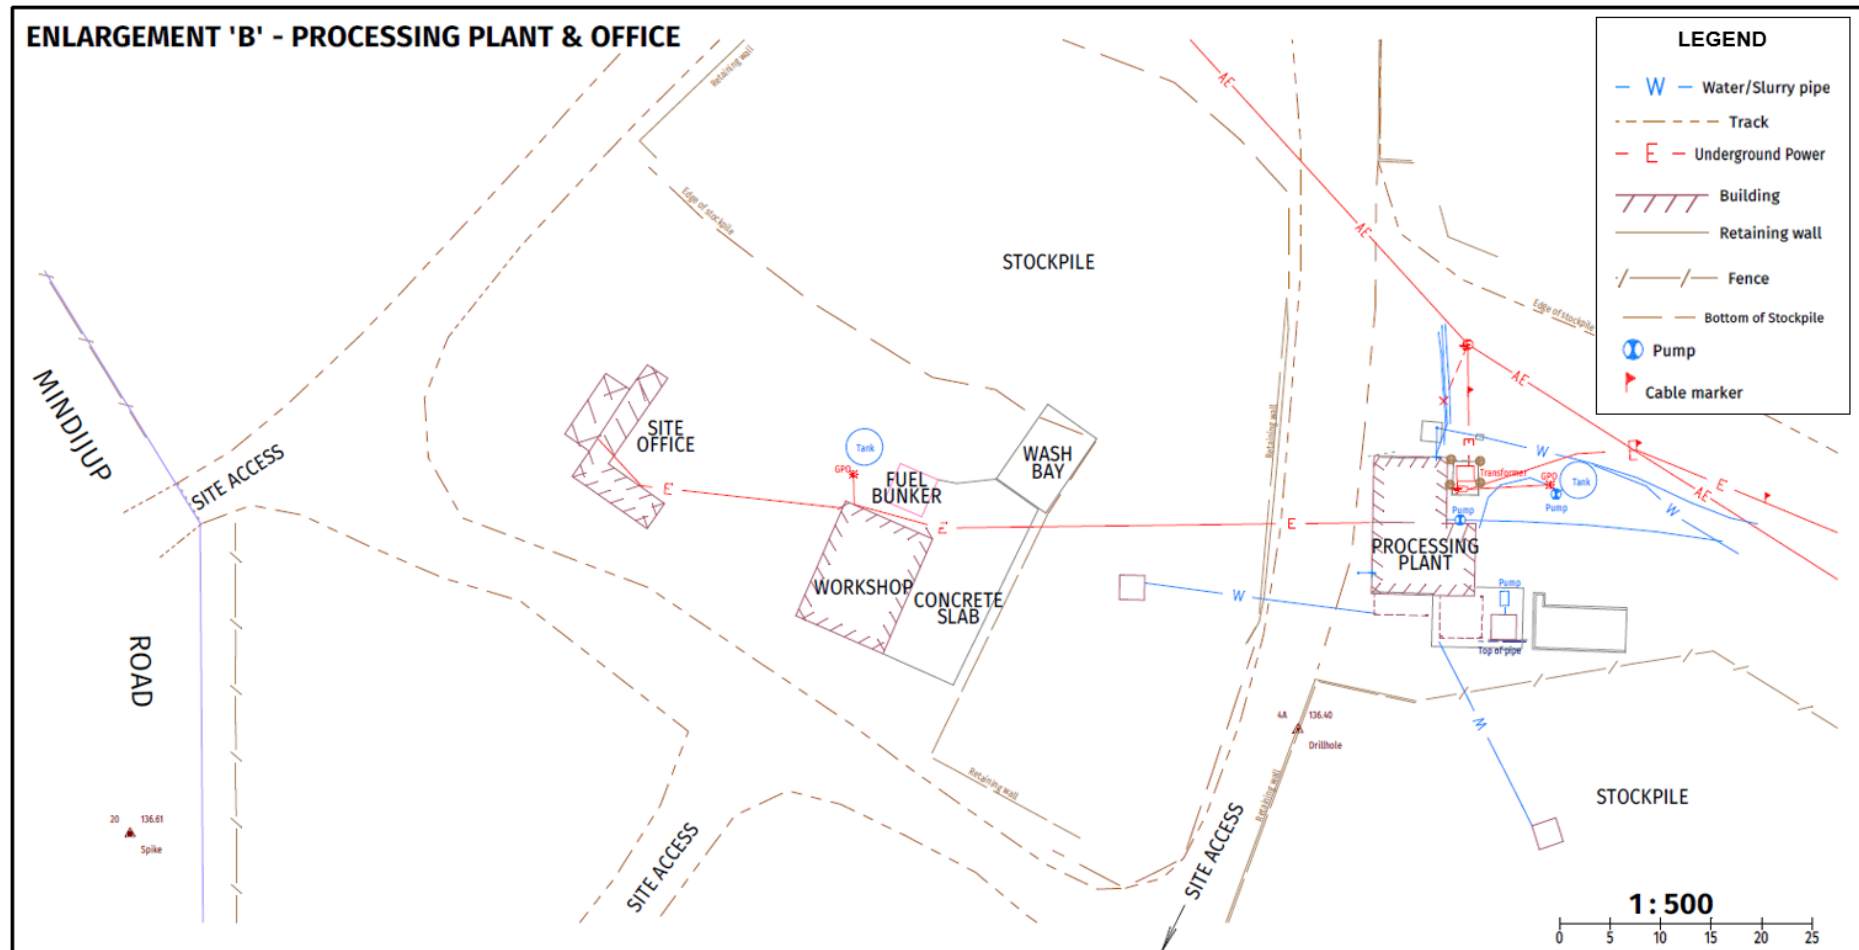 ENLARGEMENT 'B' - PROCESSING PLANT & OFFICE
LEGEND
W Water/Slurry pipe
Track
E Underground Power
Building
Retaining wall
Fence
Bottom of Stockpile
Pump
Cable marker
Retaining wall
AE
Edge of stockpile
AE
STOCKPILE
Edge of stockpile
AE
MINDIJUP
ROAD
SITE ACCESS
SITE
OFFICE
E
Tank
GPO
FUEL
BUNKER
WASH
BAY
E
Retaining wall
E
E
W
Transformer
GPO
Tank
Pump
E
E
AE
W
Pump
PROCESSING
PLANT
WORKSHOP
CONCRETE
SLAB
W
Pump
Top of pipe
W
4A 136.40
Drillhole
Retaining wall
Retaining wall
STOCKPILE
20 136.61
Spike
SITE ACCESS
SITE ACCESS
1 : 500
0 5 10 15 20 25